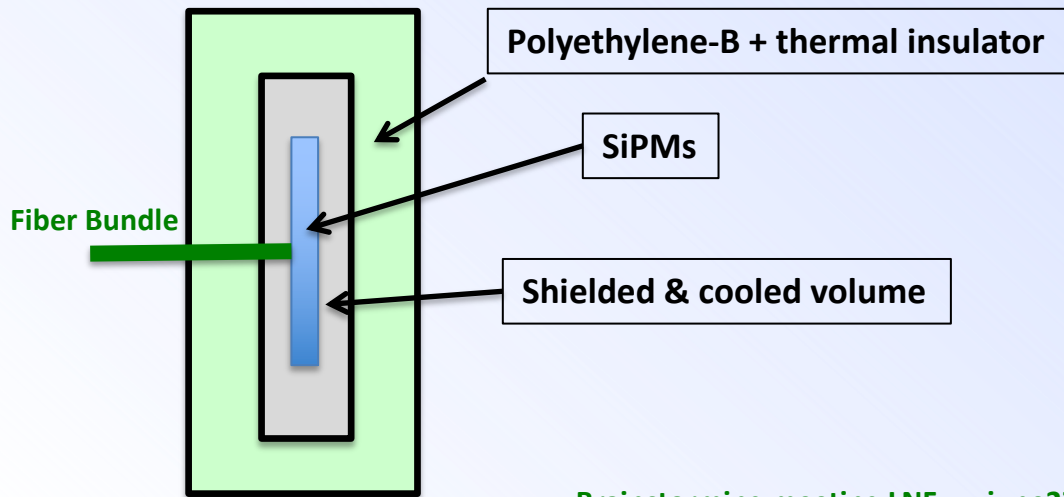 Polyethylene-B + thermal insulator
SiPMs
Fiber Bundle
Shielded & cooled volume